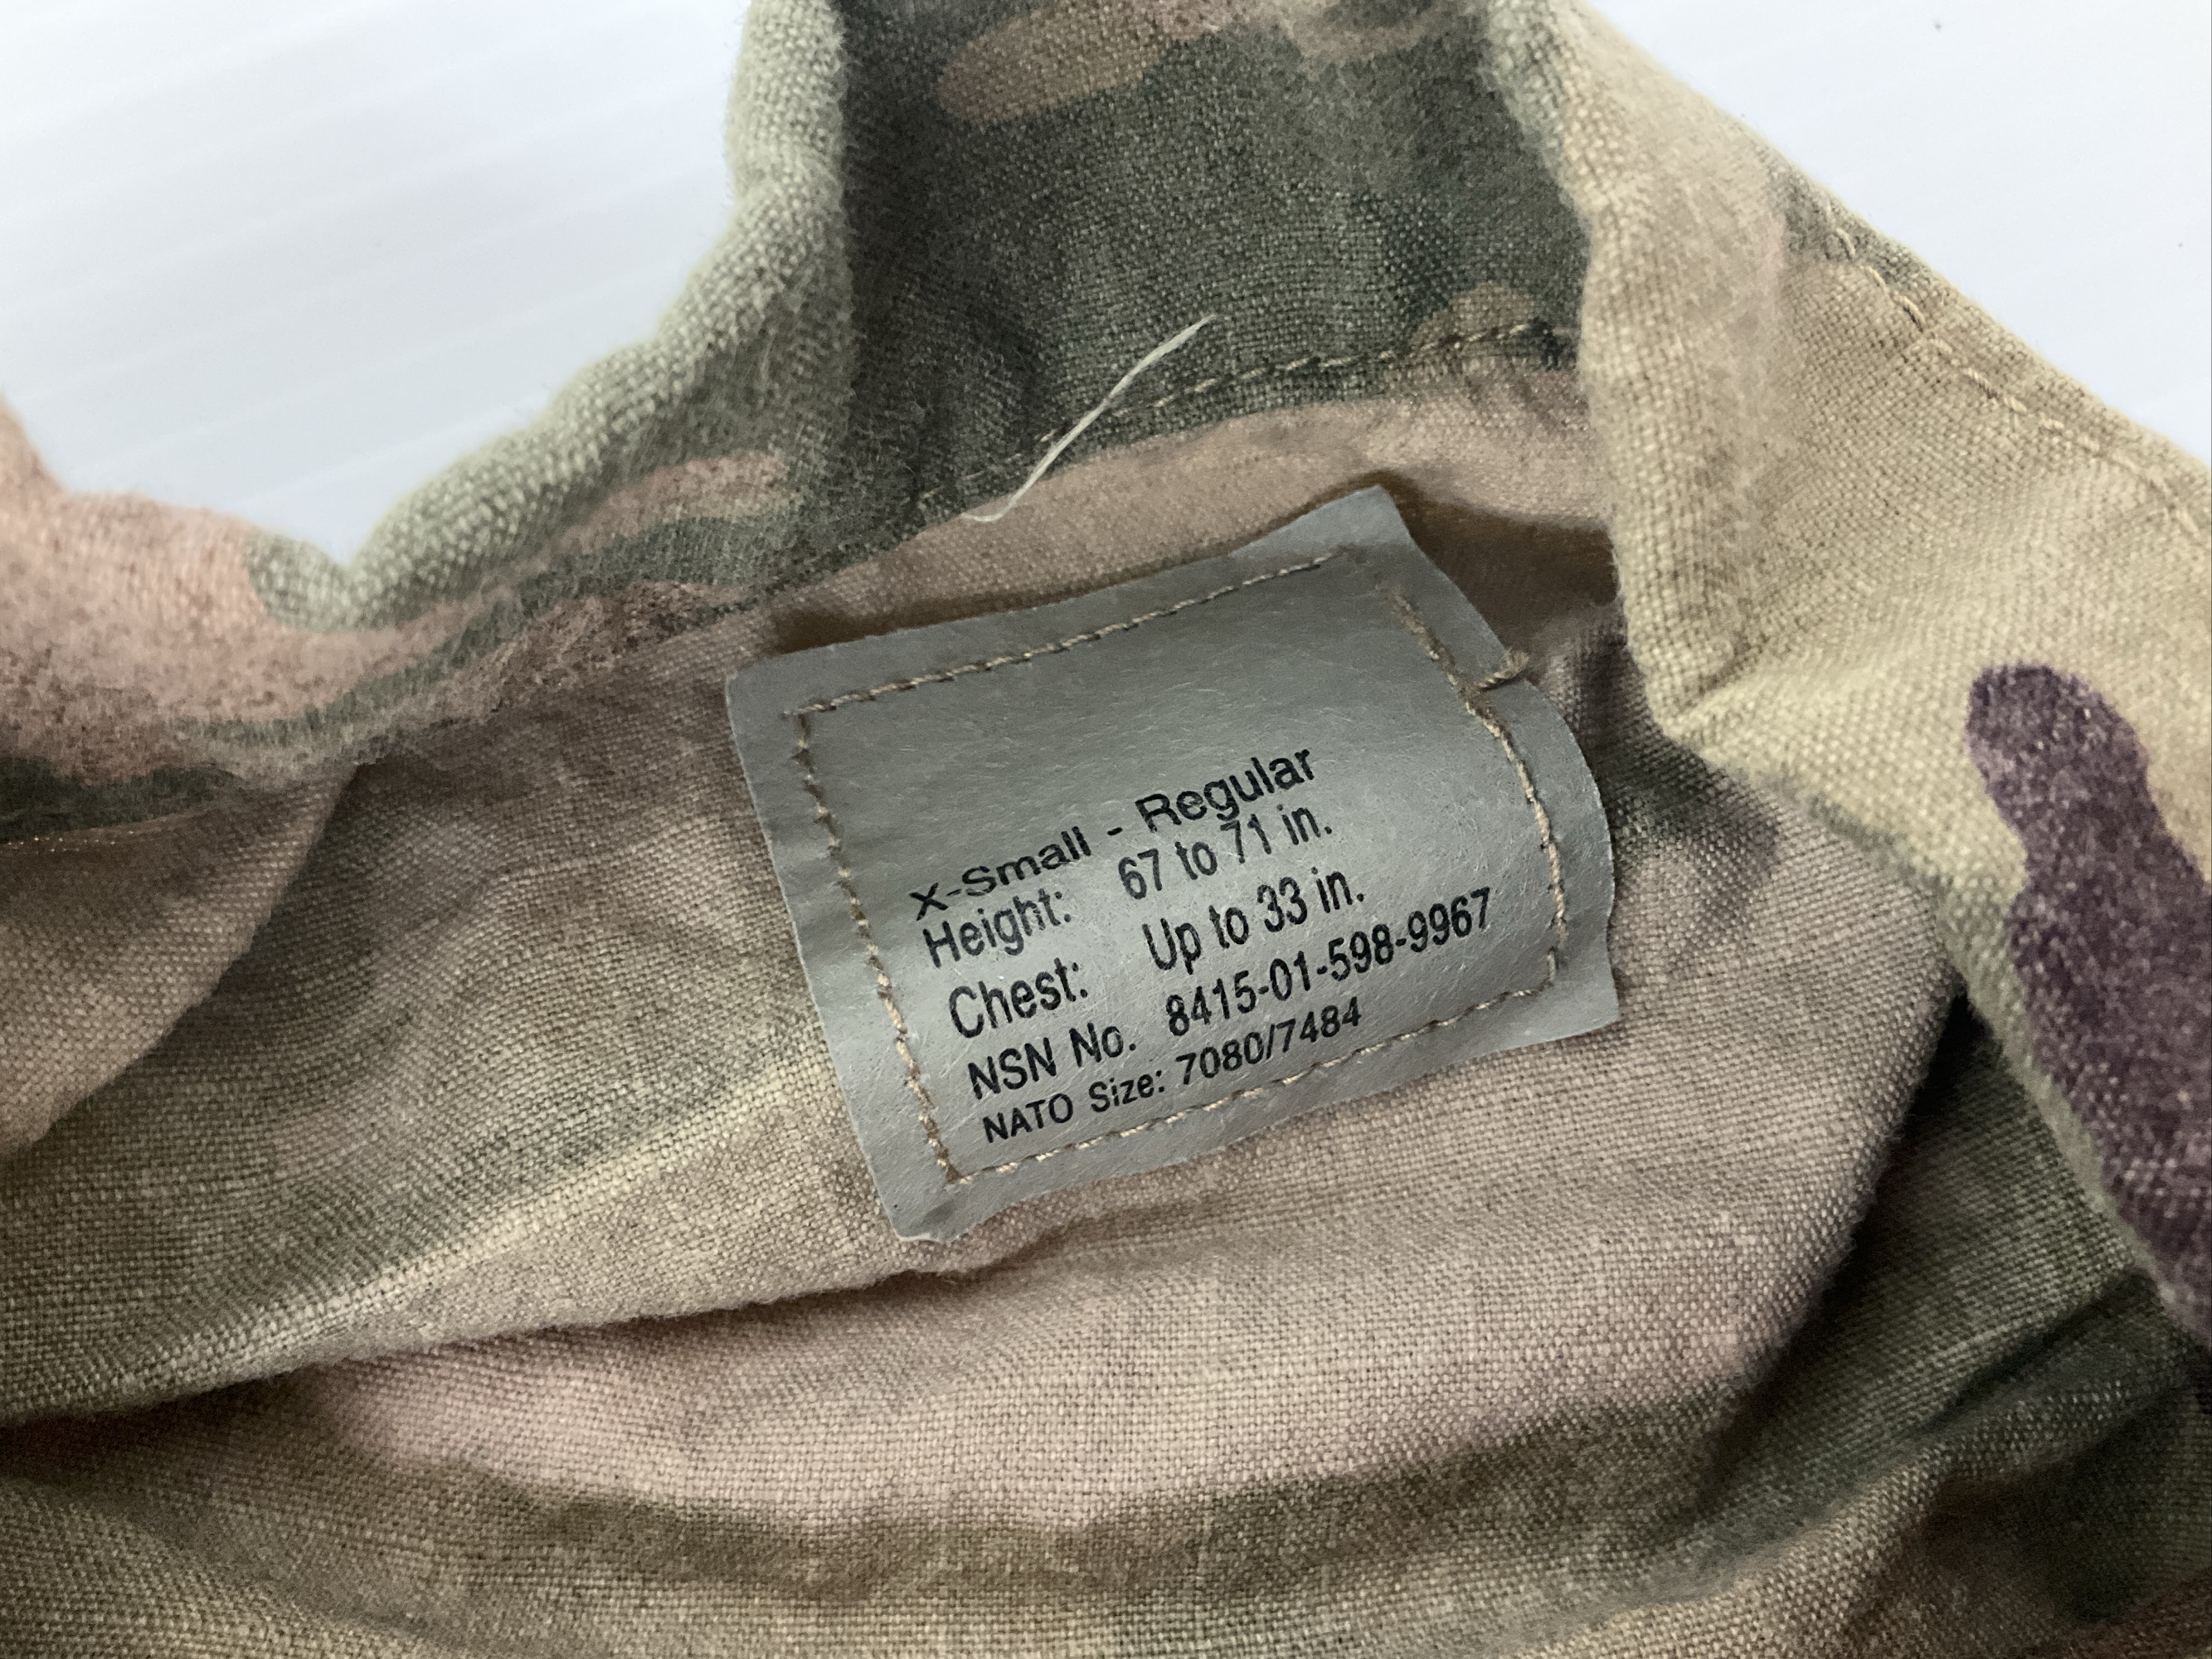 X-Small - Regular
Height: 67 to 71 in.
Chest: Up to 33 in.
NSN No. 8415-01-598-9967
NATO Size: 7080/7484